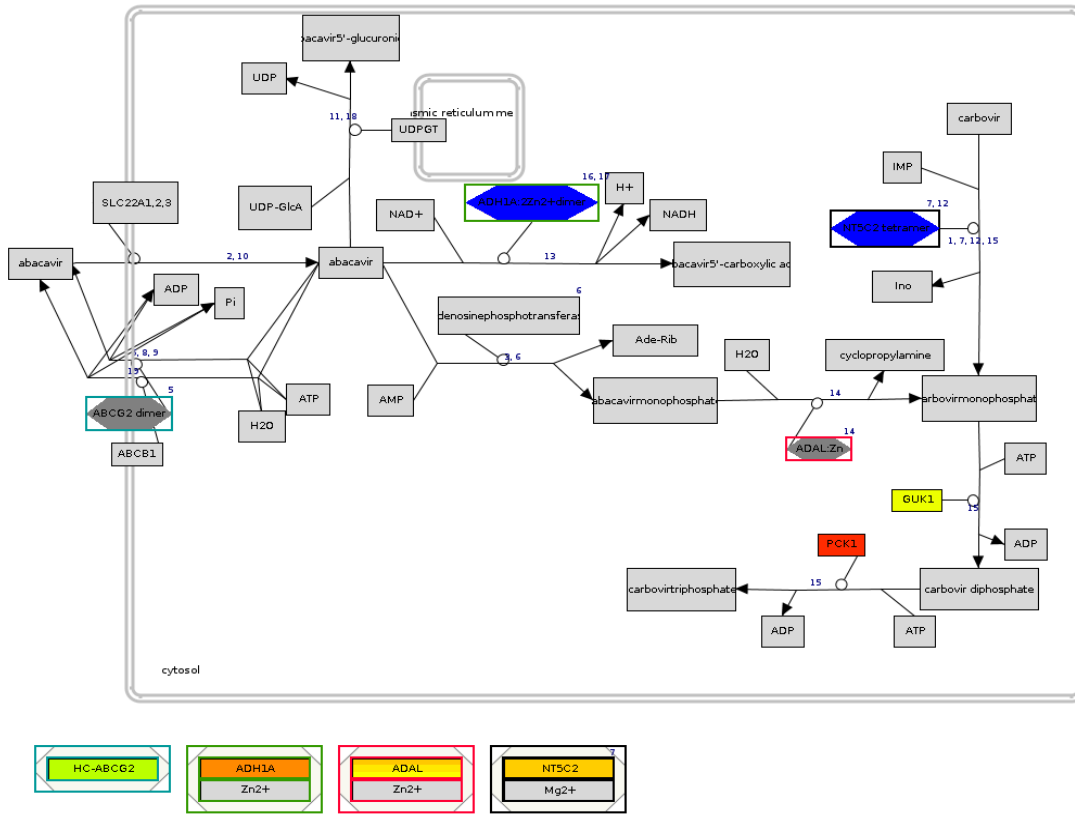 bacavir5'-glucuronic
UDP
smic reticulum me
11, 18
UDPGT
carbovir
IMP
16, 17
H+
SLC22A1,2,3
UDP-GlcA
NAD+
ADH1A:2Zn2+ dimer
NADH
7, 12
NT5C2 tetramer
1, 7, 12, 15
abacavir
2, 10
abacavir
13
bacavir5'-carboxylic ac
ADP
Pi
Ino
6
denosinephosphotransferas
Ade-Rib
H2O
cyclopropylamine
8, 9
3, 6
15
5
ABCG2 dimer
ATP
AMP
abacavirmonophosphate
14
arbovirmonophosphat
H2O
ABCB1
14
ADAL:Zn
ATP
GUK1
15
PCK1
ADP
carbovirtriphosphate
15
carbovir diphosphate
ADP
ATP
cytosol
7
HC-ABCG2
ADH1A
ADAL
NT5C2
Zn2+
Zn2+
Mg2+